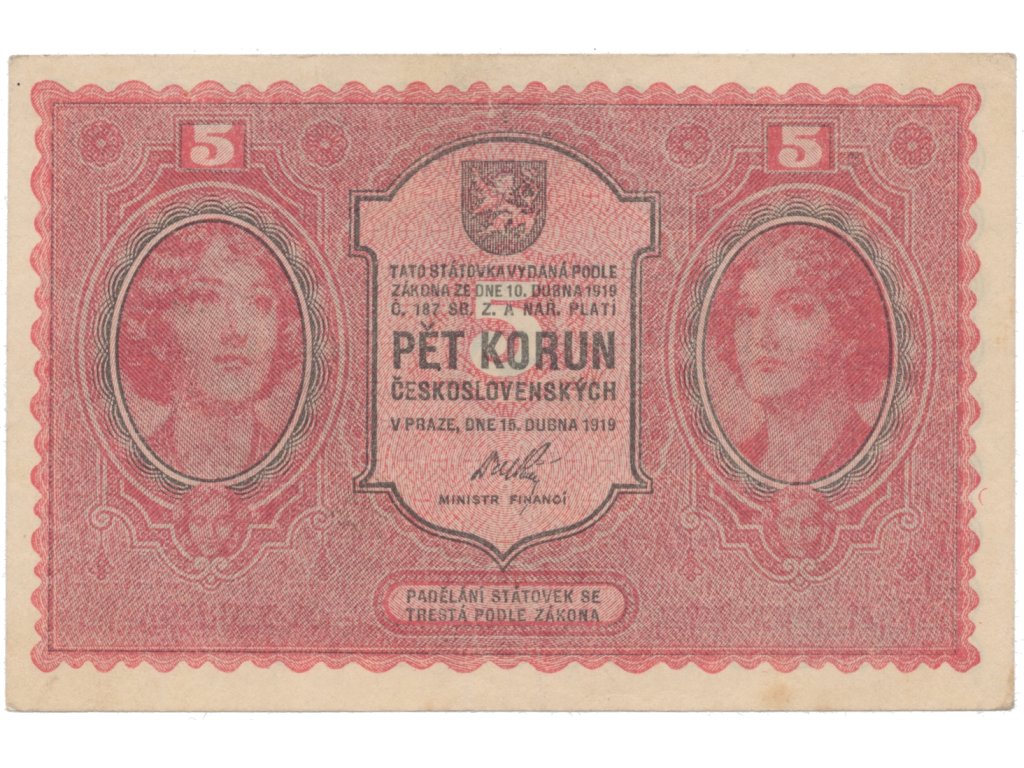 5
5
TATO STÁTOVKA VYDANÁ PODLE
ZÁKONA ZE DNE 10. DUBNA 1919
Č. 187 SB. Z. A NAŘ. PLATÍ
5
PĚT KORUN
ČESKOSLOVENSKÝCH
V PRAZE, DNE 15. DUBNA 1919
MINISTR FINANCÍ
PADĚLÁNÍ STÁTOVEK SE
TRESTÁ PODLE ZÁKONA